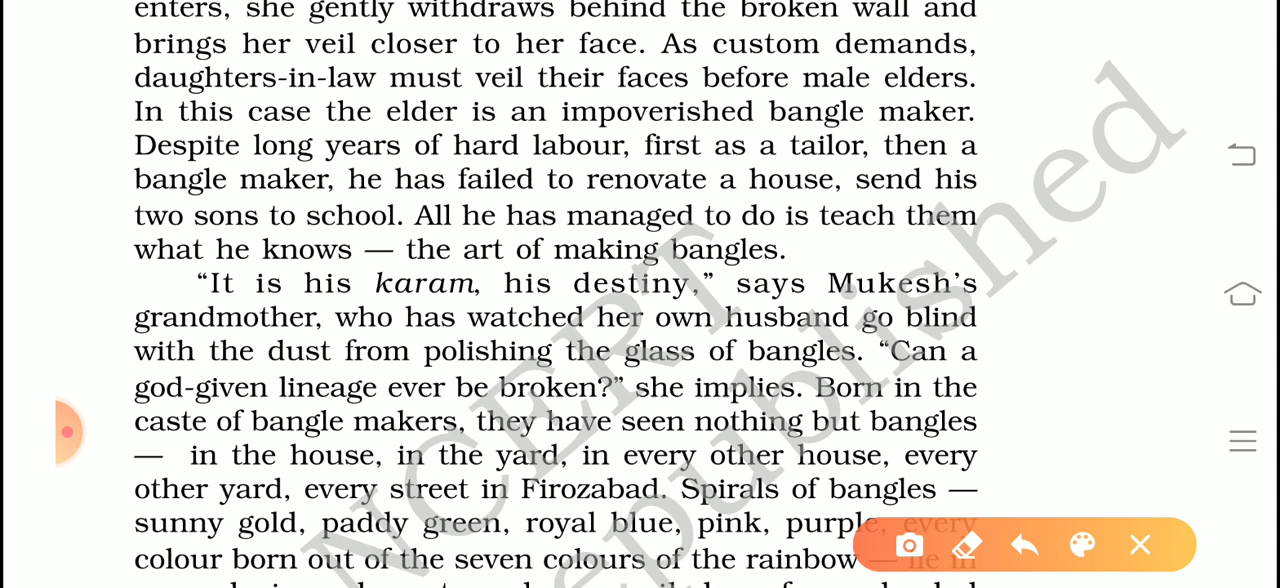 enters, she gently withdraws behind the broken wall and
brings her veil closer to her face. As custom demands,
daughters-in-law must veil their faces before male elders.
In this case the elder is an impoverished bangle maker.
Despite long years of hard labour, first as a tailor, then a
bangle maker, he has failed to renovate a house, send his
two sons to school. All he has managed to do is teach them
what he knows — the art of making bangles.
“It is his karam, his destiny,” says Mukesh’s
grandmother, who has watched her own husband go blind
with the dust from polishing the glass of bangles. “Can a
god-given lineage ever be broken?” she implies. Born in the
caste of bangle makers, they have seen nothing but bangles
— in the house, in the yard, in every other house, every
other yard, every street in Firozabad. Spirals of bangles —
sunny gold, paddy green, royal blue, pink, purple, every
colour born out of the seven colours of the rainbow — lie in
NCERT
republished